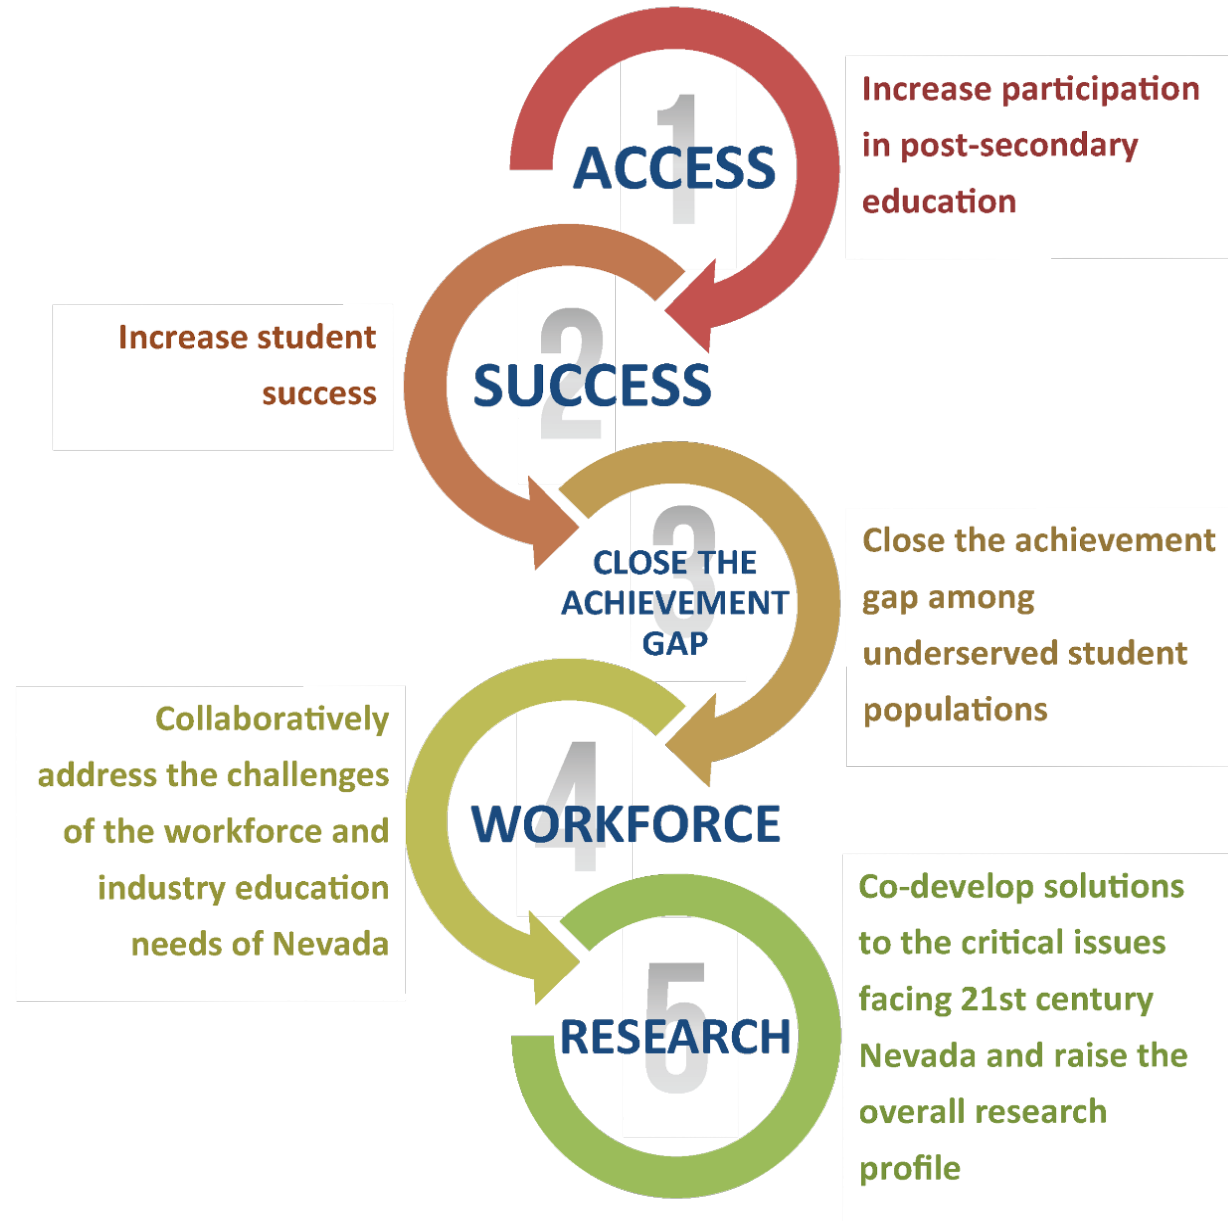 1
ACCESS
Increase participation
in post-secondary
education
2
SUCCESS
Increase student
success
3
CLOSE THE
ACHIEVEMENT
GAP
Close the achievement
gap among
underserved student
populations
4
WORKFORCE
Collaboratively
address the challenges
of the workforce and
industry education
needs of Nevada
5
RESEARCH
Co-develop solutions
to the critical issues
facing 21st century
Nevada and raise the
overall research
profile